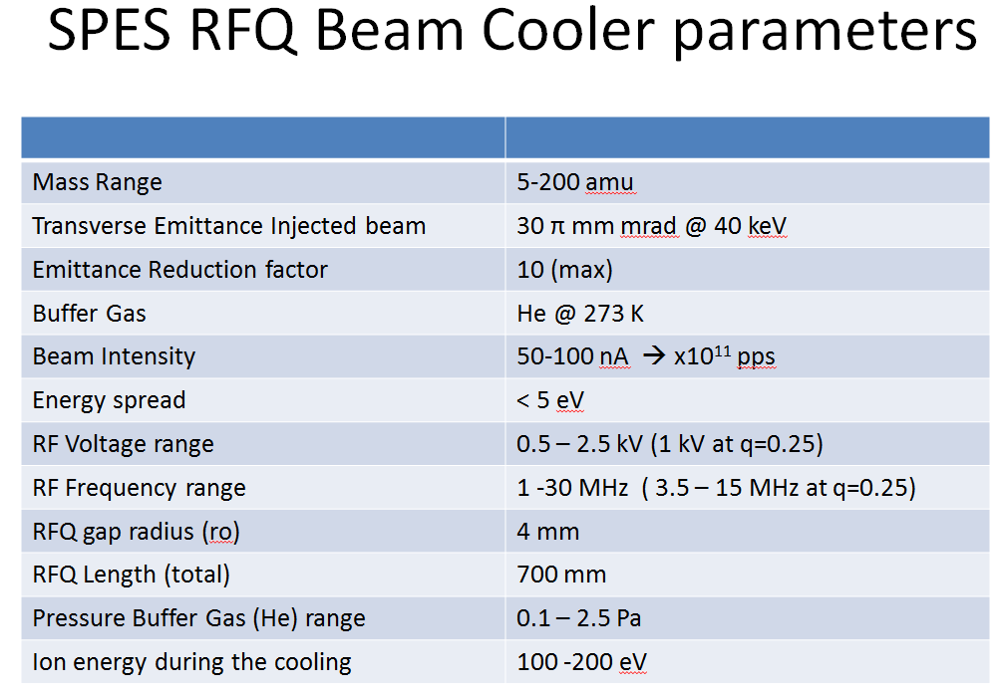 SPES RFQ Beam Cooler parameters
Mass Range 5-200 amu
Transverse Emittance Injected beam 30 π mm mrad @ 40 keV
Emittance Reduction factor 10 (max)
Buffer Gas He @ 273 K
Beam Intensity 50-100 nA → x10¹¹ pps
Energy spread < 5 eV
RF Voltage range 0.5 – 2.5 kV (1 kV at q=0.25)
RF Frequency range 1 -30 MHz ( 3.5 – 15 MHz at q=0.25)
RFQ gap radius (ro) 4 mm
RFQ Length (total) 700 mm
Pressure Buffer Gas (He) range 0.1 – 2.5 Pa
Ion energy during the cooling 100 -200 eV